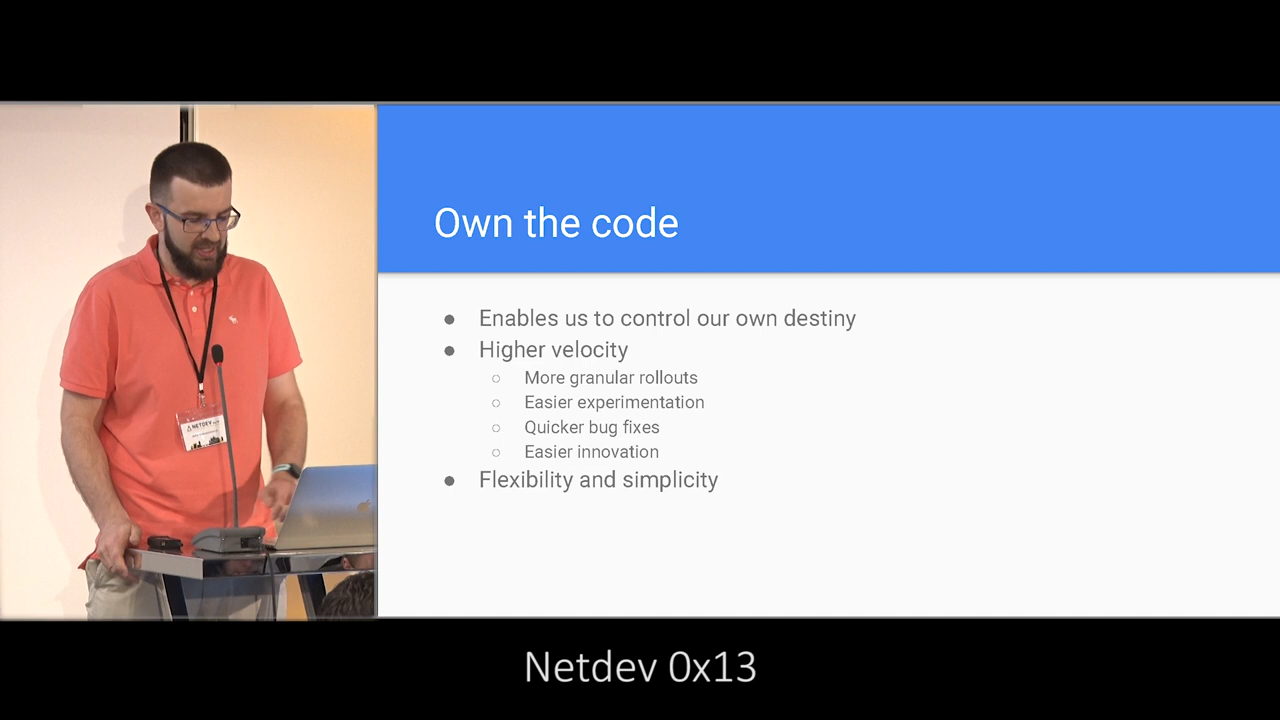 Own the code
● Enables us to control our own destiny
● Higher velocity
○ More granular rollouts
○ Easier experimentation
○ Quicker bug fixes
○ Easier innovation
● Flexibility and simplicity
NETDEV
Netdev 0x13